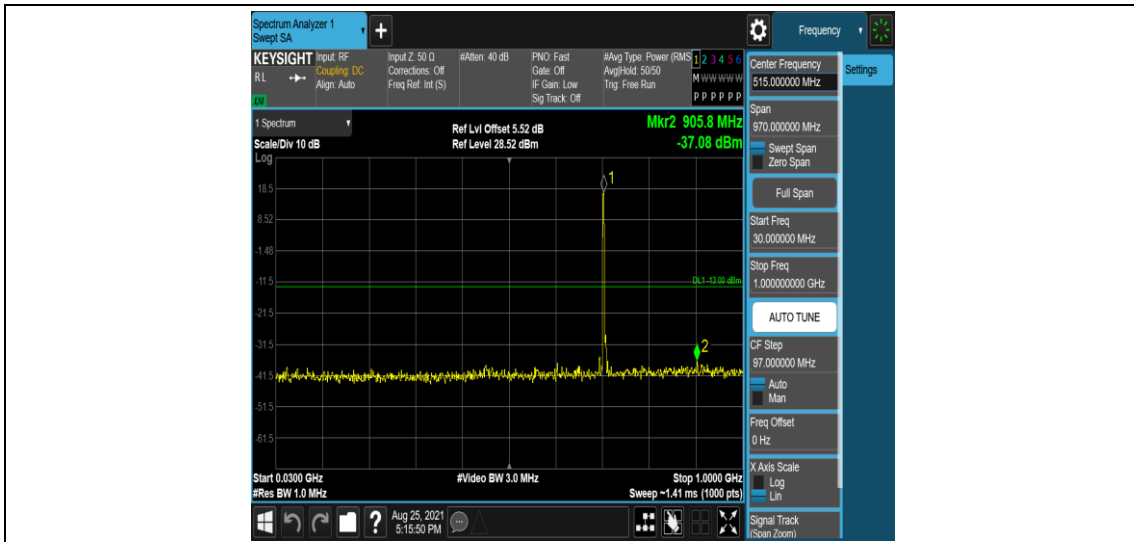 Spectrum Analyzer 1
Swept SA
+
Frequency
KEYSIGHT
RL
Input: RF
Coupling: DC
Align: Auto
Input Z: 50 Ω
Corrections: Off
Freq Ref: Int (S)
#Atten: 40 dB
PNO: Fast
Gate: Off
IF Gain: Low
Sig Track: Off
#Avg Type: Power (RMS
Avg|Hold: 50/50
Trig: Free Run
1 2 3 4 5 6
M W W W W W
P P P P P P
1 Spectrum
Scale/Div 10 dB
Log
Ref Lvl Offset 5.52 dB
Ref Level 28.52 dBm
Mkr2 905.8 MHz
-37.08 dBm
18.5
8.52
-1.48
-11.5
-21.5
-31.5
-41.5
-51.5
-61.5
1
DL1 -13.00 dBm
2
Start 0.0300 GHz
#Res BW 1.0 MHz
#Video BW 3.0 MHz
Stop 1.0000 GHz
Sweep ~1.41 ms (1000 pts)
Center Frequency
515.000000 MHz
Settings
Span
970.000000 MHz
Swept Span
Zero Span
Full Span
Start Freq
30.000000 MHz
Stop Freq
1.000000000 GHz
AUTO TUNE
CF Step
97.000000 MHz
Auto
Man
Freq Offset
0 Hz
X Axis Scale
Log
Lin
Signal Track
(Span Zoom)
?
Aug 25, 2021
5:15:50 PM